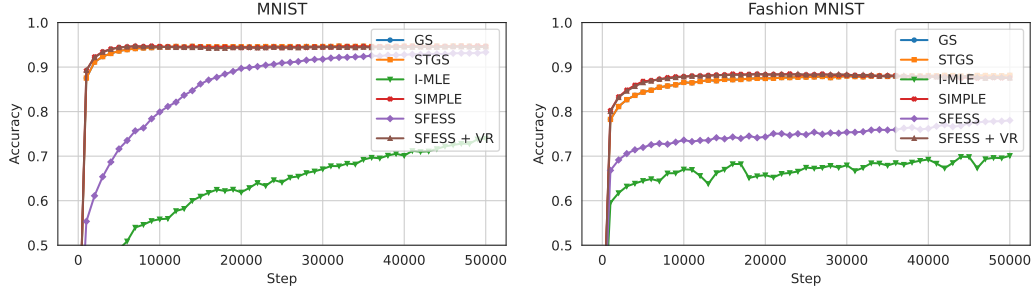 MNIST
Accuracy
1.0
0.9
0.8
0.7
0.6
0.5
0
10000
20000
30000
40000
50000
Step
GS
STGS
I-MLE
SIMPLE
SFESS
SFESS + VR
Fashion MNIST
Accuracy
1.0
0.9
0.8
0.7
0.6
0.5
0
10000
20000
30000
40000
50000
Step
GS
STGS
I-MLE
SIMPLE
SFESS
SFESS + VR